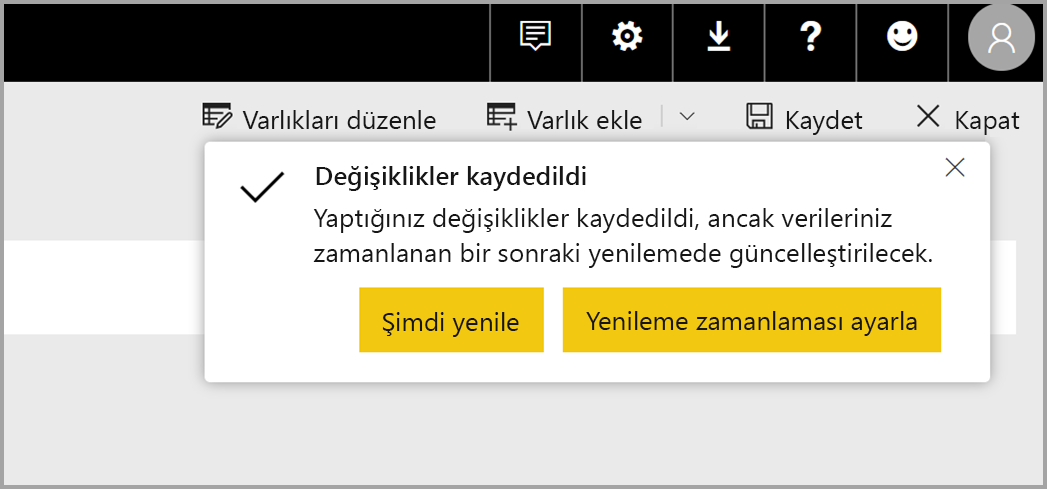 Varlıkları düzenle Varlık ekle Kaydet Kapat
Değişiklikler kaydedildi
Yaptığınız değişiklikler kaydedildi, ancak verileriniz
zamanlanan bir sonraki yenilemede güncelleştirilecek.
Şimdi yenile Yenileme zamanlaması ayarla